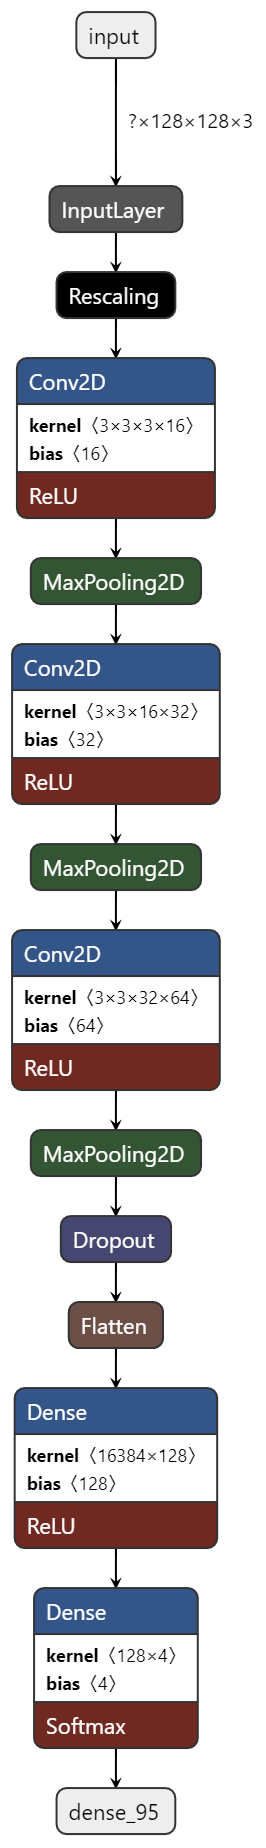 input
?×128×128×3
InputLayer
Rescaling
Conv2D
kernel〈3×3×3×16〉
bias〈16〉
ReLU
MaxPooling2D
Conv2D
kernel〈3×3×16×32〉
bias〈32〉
ReLU
MaxPooling2D
Conv2D
kernel〈3×3×32×64〉
bias〈64〉
ReLU
MaxPooling2D
Dropout
Flatten
Dense
kernel〈16384×128〉
bias〈128〉
ReLU
Dense
kernel〈128×4〉
bias〈4〉
Softmax
dense_95